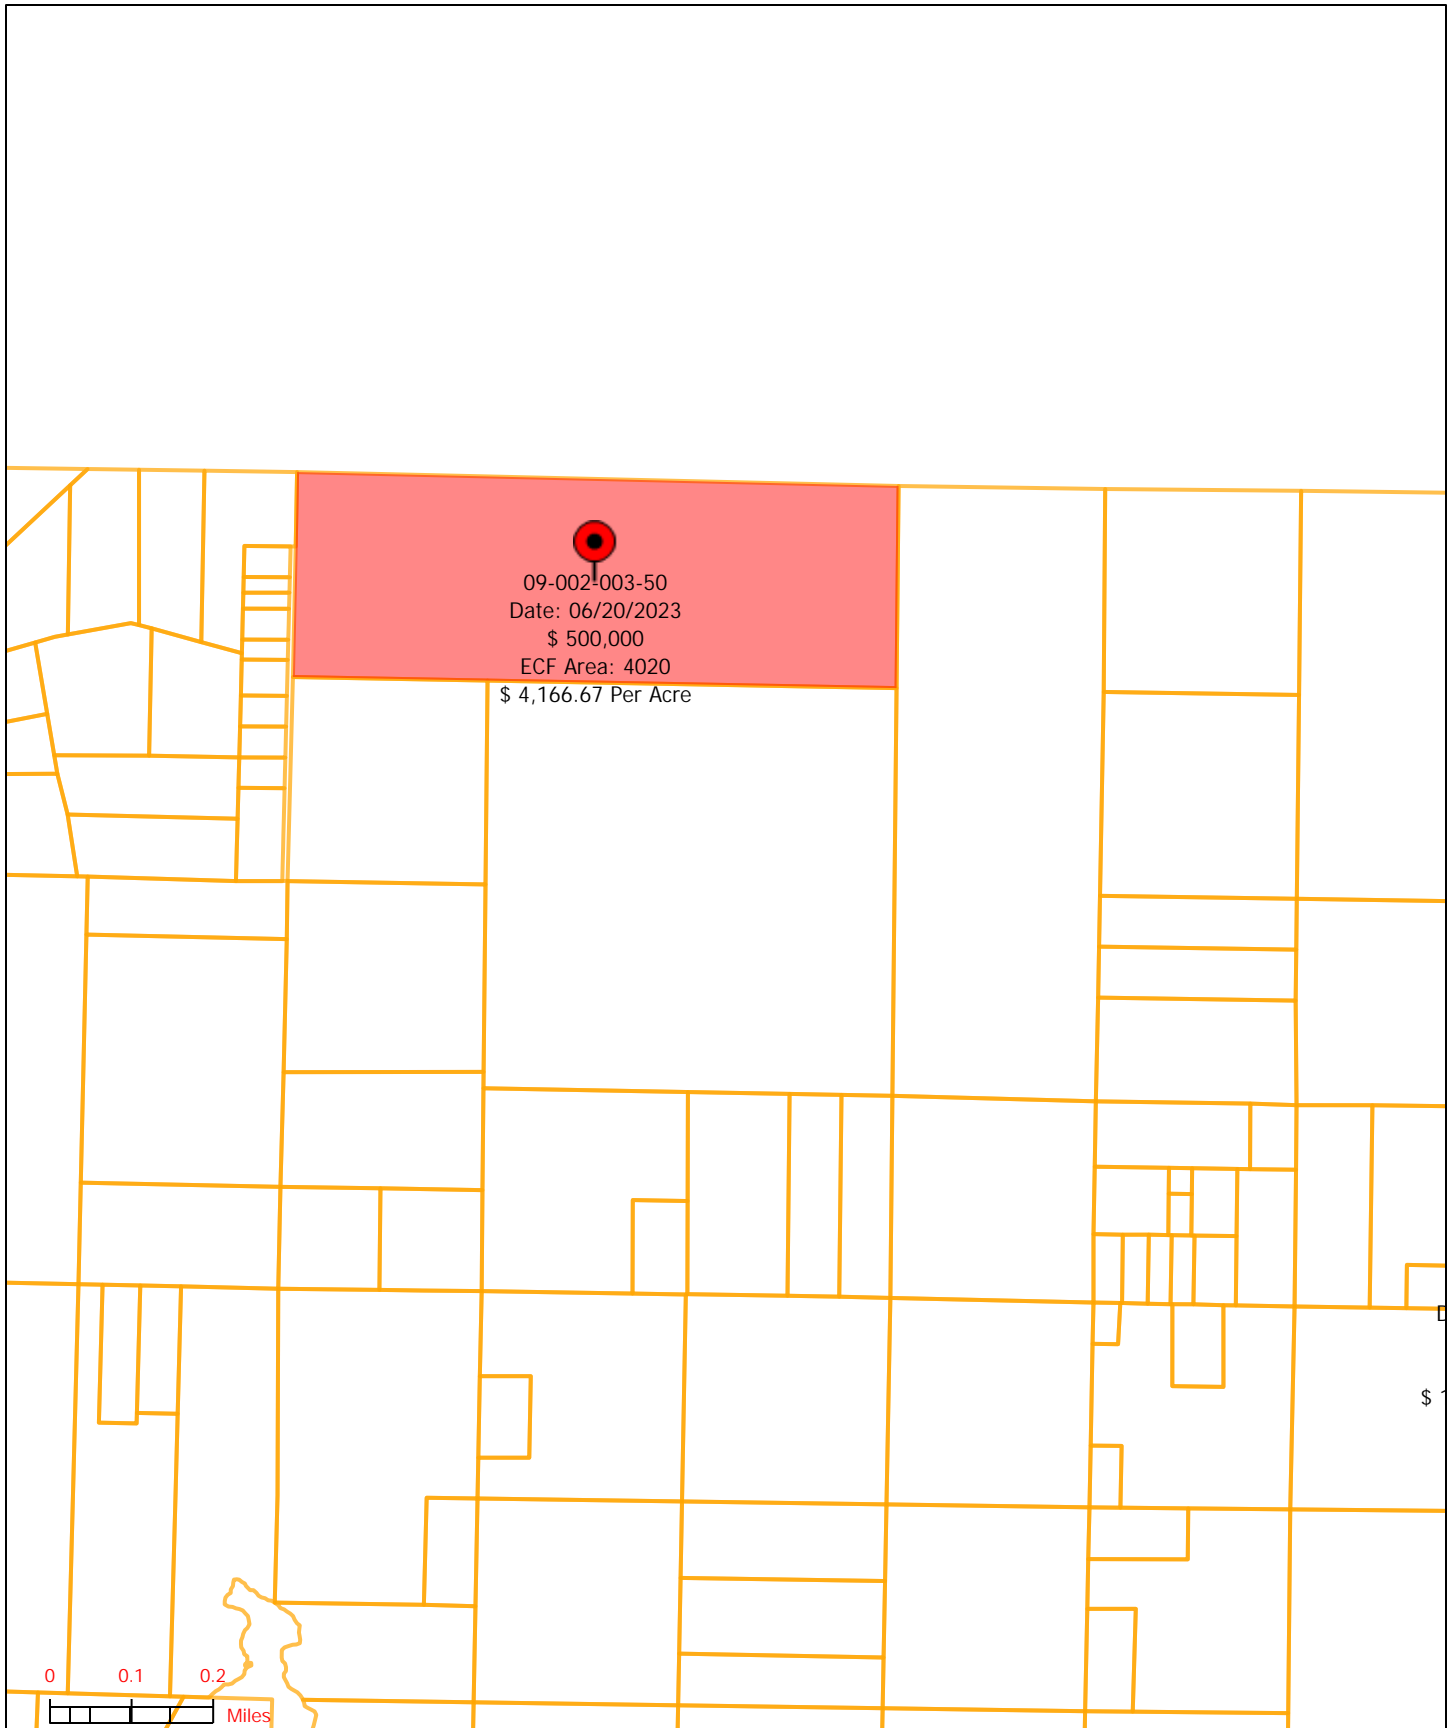 09-002-003-50
Date: 06/20/2023
$ 500,000
ECF Area: 4020
$ 4,166.67 Per Acre
$
0 0.1 0.2
Miles